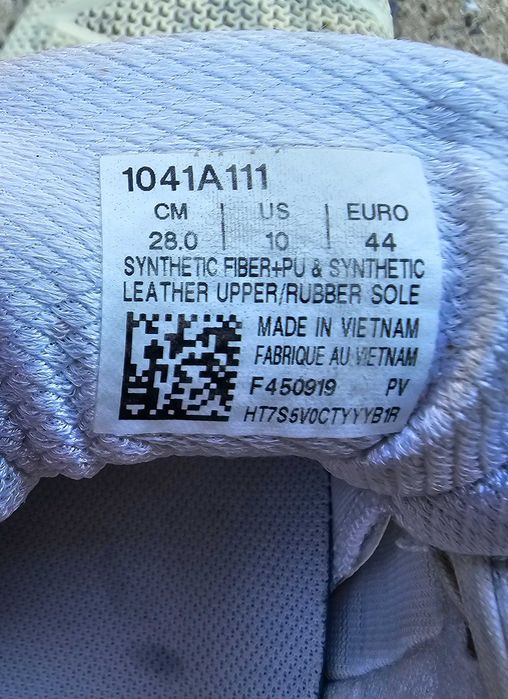 1041A111
CM | US | EURO
28.0 | 10 | 44
SYNTHETIC FIBER+PU & SYNTHETIC
LEATHER UPPER/RUBBER SOLE
MADE IN VIETNAM
FABRIQUE AU VIETNAM
F450919 PV
HT7S5V0CTYYYB1R